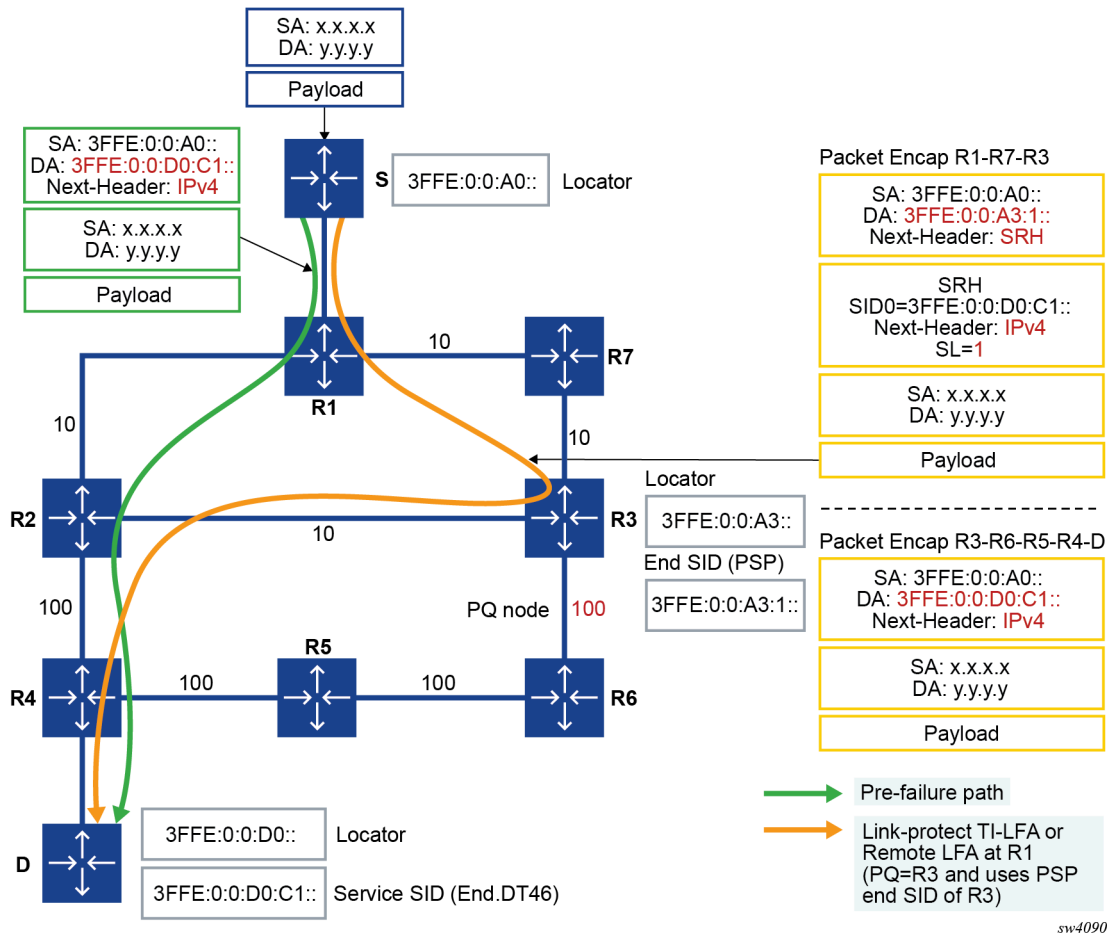 SA: x.x.x.x
DA: y.y.y.y
Payload
SA: 3FFE:0:0:A0::
DA: 3FFE:0:0:D0:C1::
Next-Header: IPv4
SA: x.x.x.x
DA: y.y.y.y
Payload
S
3FFE:0:0:A0::
Locator
R1
10
R7
10
10
R2
10
R3
Locator
3FFE:0:0:A3::
End SID (PSP)
3FFE:0:0:A3:1::
100
PQ node
100
R4
100
R5
100
R6
D
3FFE:0:0:D0::
Locator
3FFE:0:0:D0:C1::
Service SID (End.DT46)
Packet Encap R1-R7-R3
SA: 3FFE:0:0:A0::
DA: 3FFE:0:0:A3:1::
Next-Header: SRH
SRH
SID0=3FFE:0:0:D0:C1::
Next-Header: IPv4
SL=1
SA: x.x.x.x
DA: y.y.y.y
Payload
Packet Encap R3-R6-R5-R4-D
SA: 3FFE:0:0:A0::
DA: 3FFE:0:0:D0:C1::
Next-Header: IPv4
SA: x.x.x.x
DA: y.y.y.y
Payload
Pre-failure path
Link-protect TI-LFA or
Remote LFA at R1
(PQ=R3 and uses PSP
end SID of R3)
sw4090